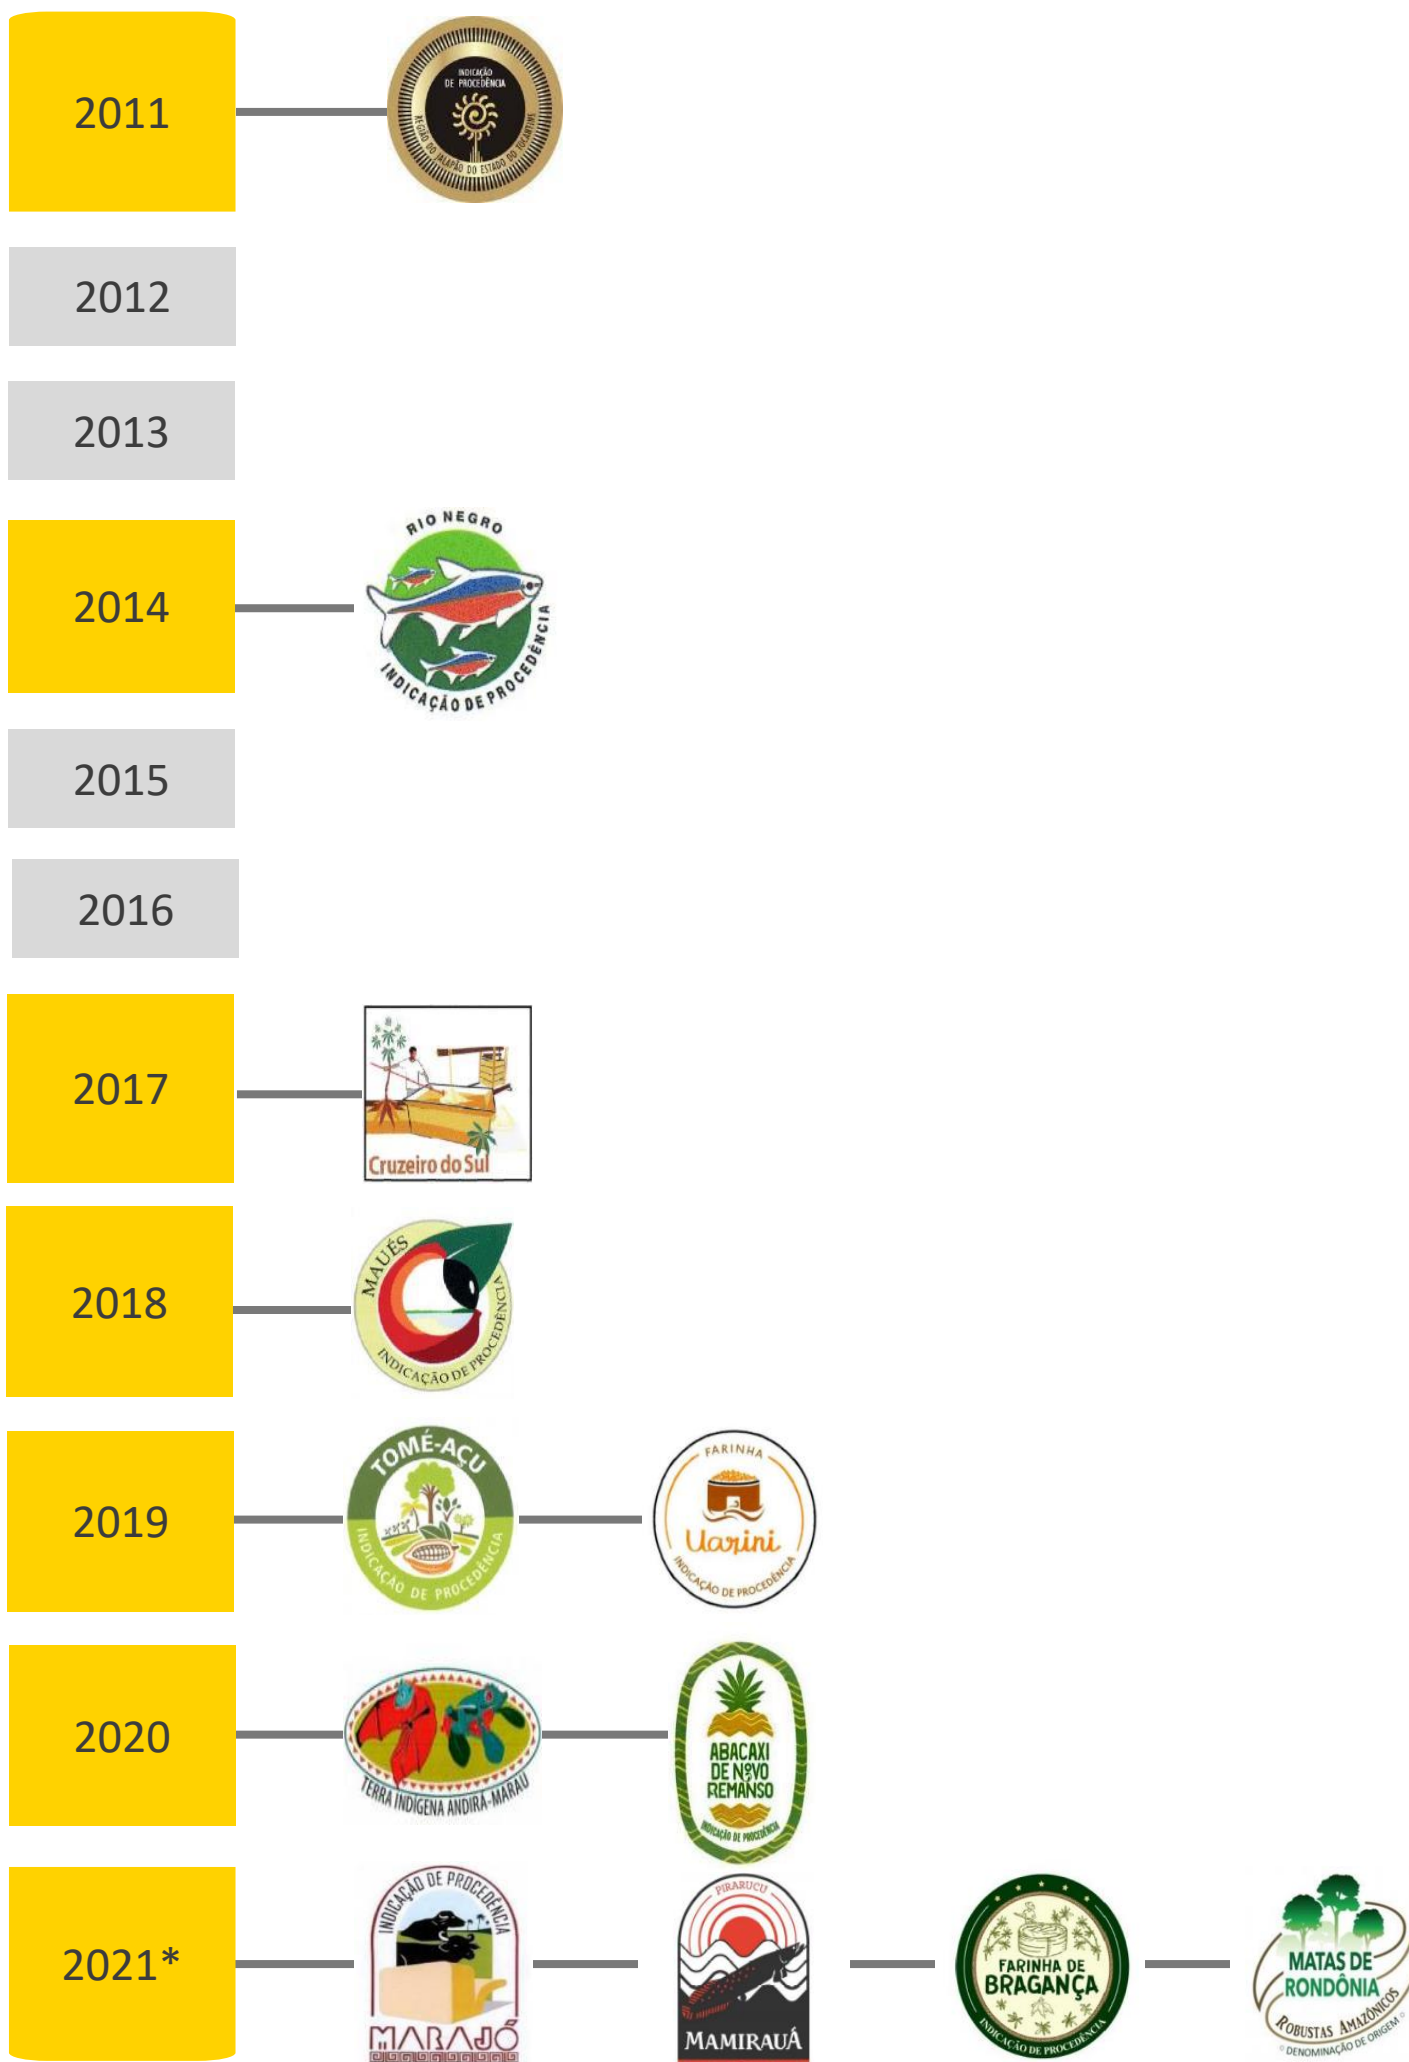 2011
INDICAÇÃO
DE PROCEDÊNCIA
REGIÃO DO JALAPÃO DO ESTADO DO TOCANTINS
2012
2013
2014
RIO NEGRO
INDICAÇÃO DE PROCEDÊNCIA
2015
2016
2017
Cruzeiro do Sul
2018
MAUÉS
INDICAÇÃO DE PROCEDÊNCIA
2019
TOMÉ-AÇU
INDICAÇÃO DE PROCEDÊNCIA
FARINHA
Uarini
INDICAÇÃO DE PROCEDÊNCIA
2020
TERRA INDÍGENA ANDIRÁ-MARAU
ABACAXI
DE NOVO
REMANSO
INDICAÇÃO DE PROCEDÊNCIA
2021*
INDICAÇÃO DE PROCEDÊNCIA
MARAJÓ
PIRARUCU
MAMIRAUÁ
FARINHA DE
BRAGANÇA
INDICAÇÃO DE PROCEDÊNCIA
MATAS DE
RONDÔNIA
ROBUSTAS AMAZÔNICOS
DENOMINAÇÃO DE ORIGEM